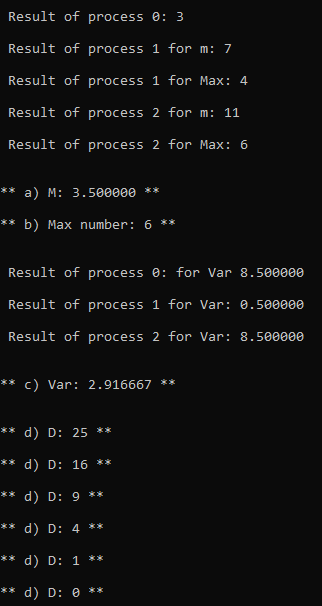 Result of process 0: 3
Result of process 1 for m: 7
Result of process 1 for Max: 4
Result of process 2 for m: 11
Result of process 2 for Max: 6
** a) M: 3.500000 **
** b) Max number: 6 **
Result of process 0: for Var 8.500000
Result of process 1 for Var: 0.500000
Result of process 2 for Var: 8.500000
** c) Var: 2.916667 **
** d) D: 25 **
** d) D: 16 **
** d) D: 9 **
** d) D: 4 **
** d) D: 1 **
** d) D: 0 **